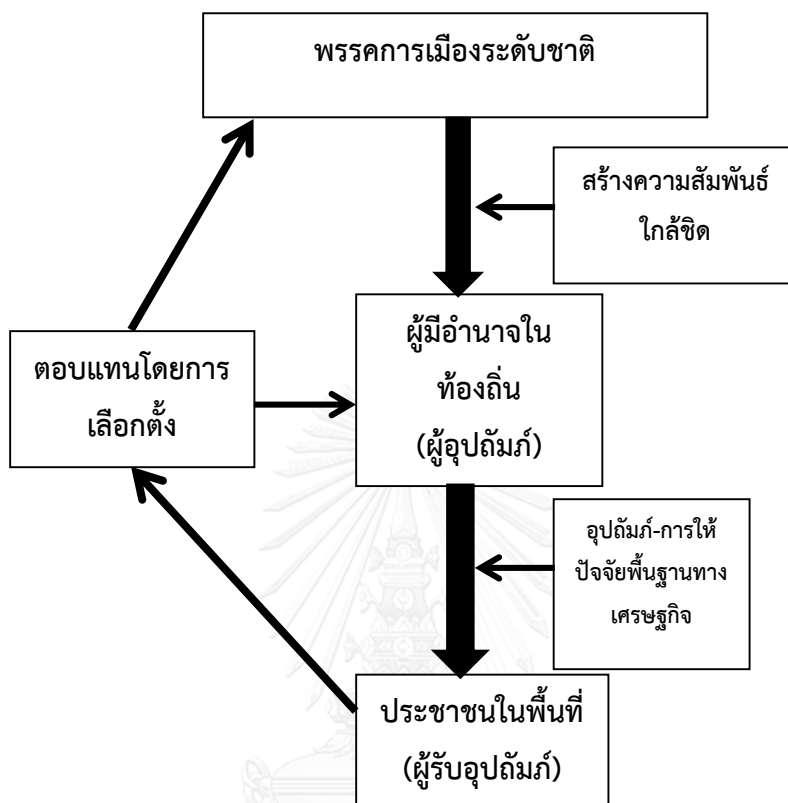 พรรคการเมืองระดับชาติ
สร้างความสัมพันธ์
ใกล้ชิด
ผู้มีอำนาจใน
ท้องถิ่น
(ผู้อุปถัมภ์)
ตอบแทนโดยการ
เลือกตั้ง
อุปถัมภ์-การให้
ปัจจัยพื้นฐานทาง
เศรษฐกิจ
ประชาชนในพื้นที่
(ผู้รับอุปถัมภ์)